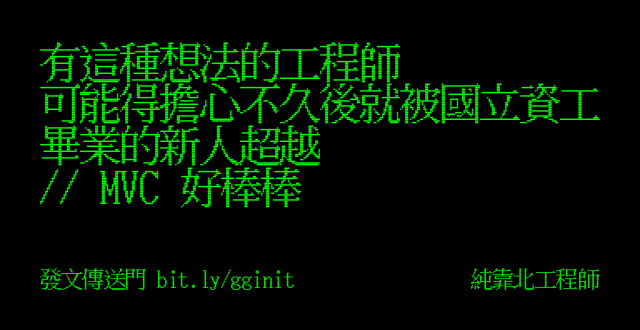 有這種想法的工程師
可能得擔心不久後就被國立資工
畢業的新人超越
// MVC 好棒棒
發文傳送門 bit.ly/gginit
純靠北工程師